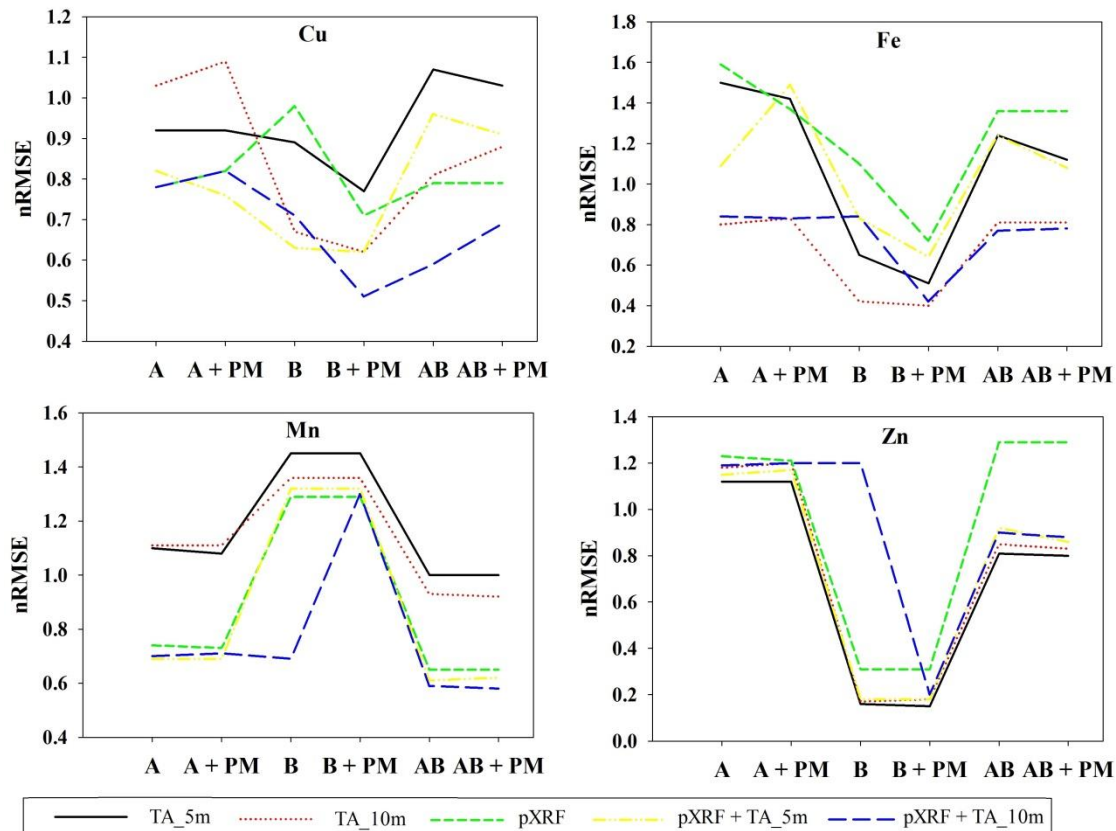 Cu
nRMSE
1.2
1.1
1.0
0.9
0.8
0.7
0.6
0.5
0.4
A A + PM B B + PM AB AB + PM
Fe
nRMSE
1.8
1.6
1.4
1.2
1.0
0.8
0.6
0.4
0.2
A A + PM B B + PM AB AB + PM
Mn
nRMSE
1.6
1.4
1.2
1.0
0.8
0.6
0.4
A A + PM B B + PM AB AB + PM
Zn
nRMSE
1.4
1.2
1.0
0.8
0.6
0.4
0.2
0.0
A A + PM B B + PM AB AB + PM
TA_5m TA_10m pXRF pXRF + TA_5m pXRF + TA_10m